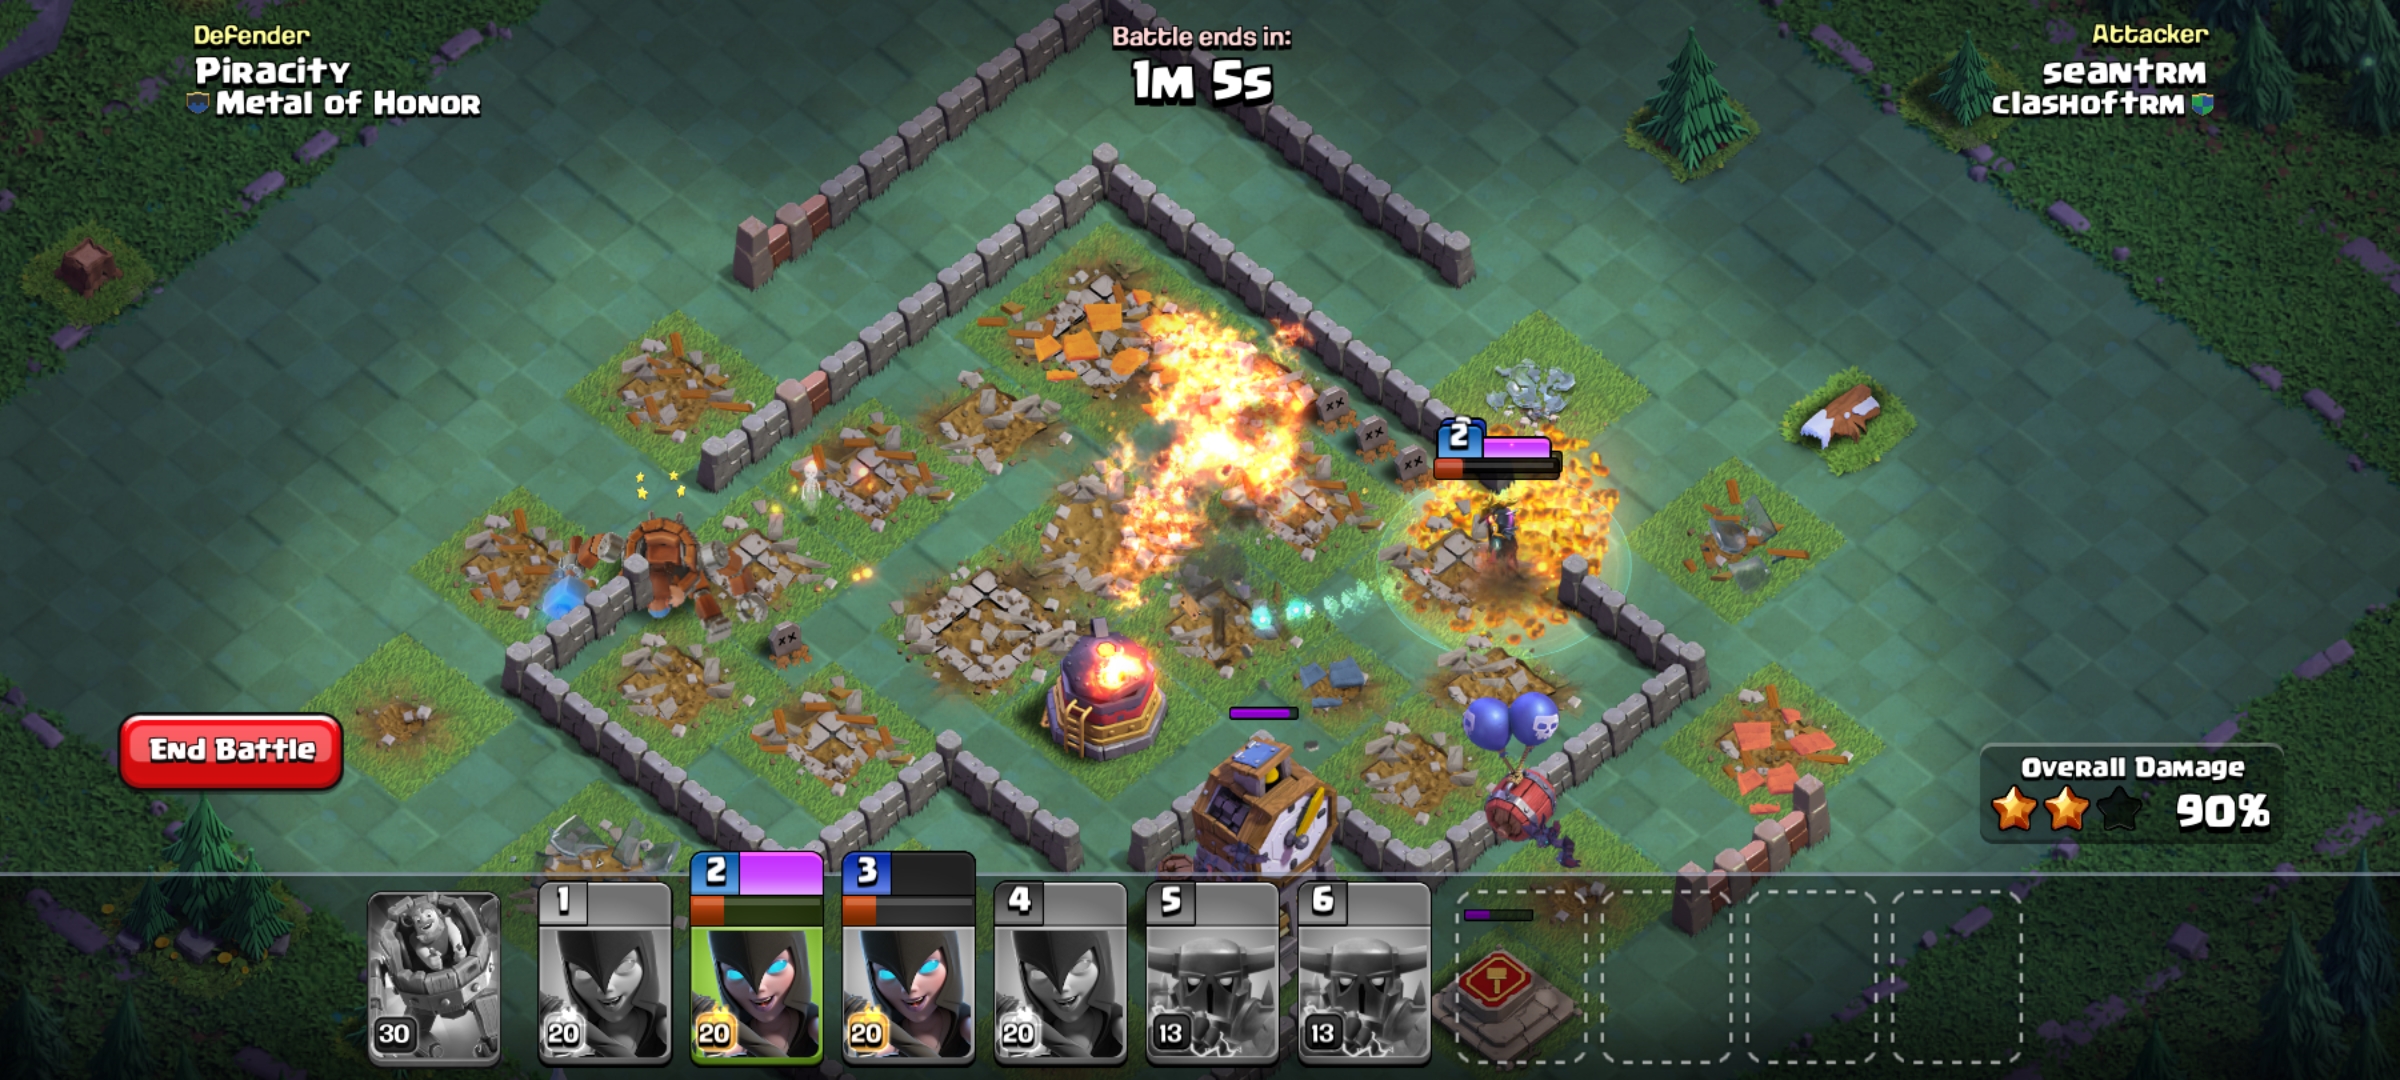 Defender
Piracity
Metal of Honor
Battle ends in:
1M 5s
Attacker
seantrm
clashoftrm
2
End Battle
Overall Damage
90%
30
1
20
2
20
3
20
4
20
5
13
6
13